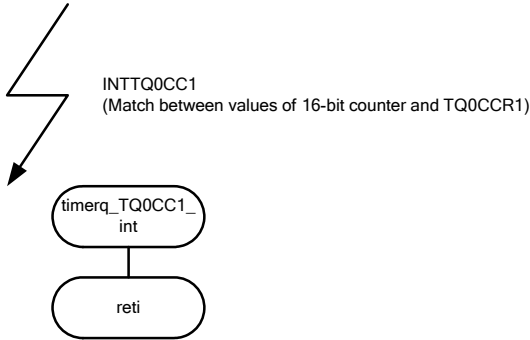 INTTQ0CC1
(Match between values of 16-bit counter and TQ0CCR1)
timerq_TQ0CC1_
int
reti